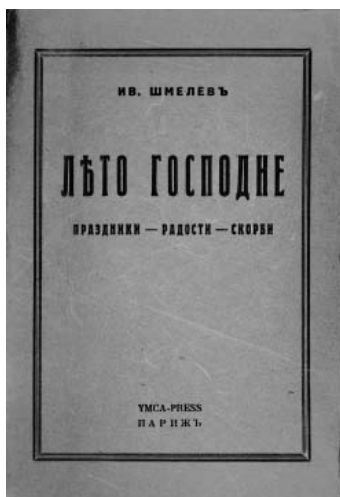 ИВ. ШМЕЛЕВЪ
ЛѢТО ГОСПОДНЕ
ПРАЗДНИКИ — РАДОСТИ — СКОРБИ
YMCA-PRESS
ПАРИЖЪ